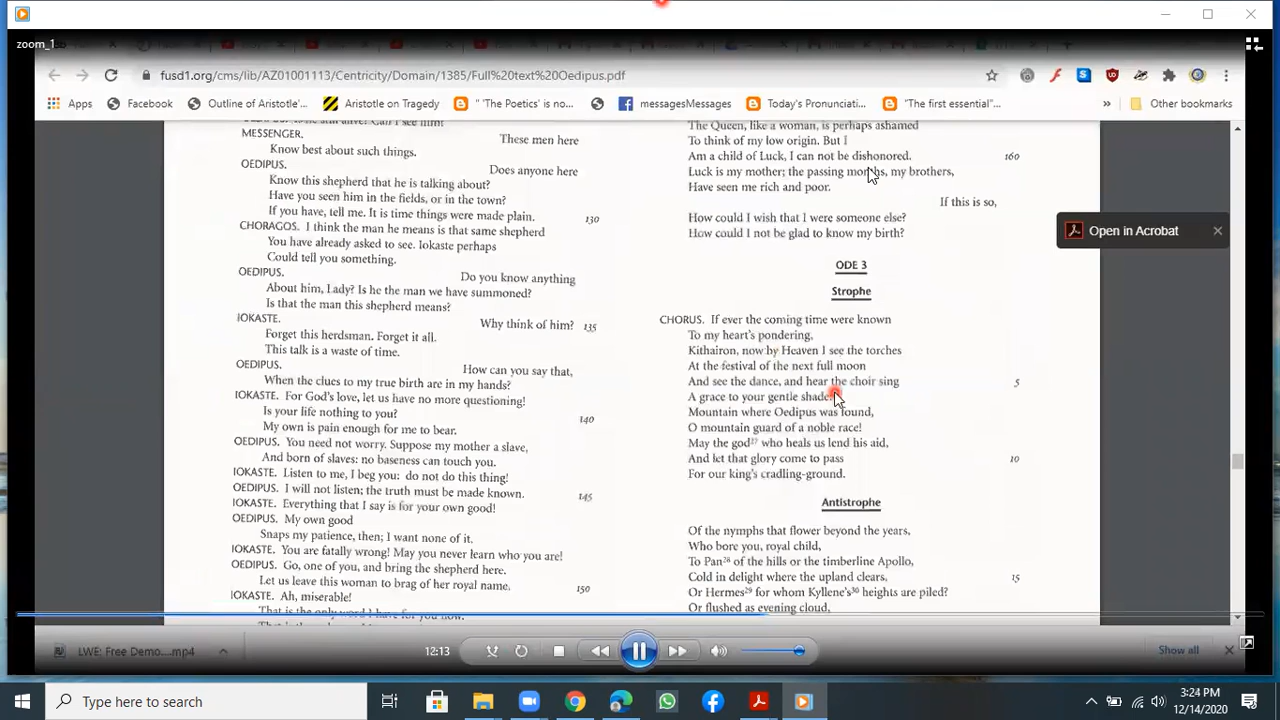 zoom_1
fusd1.org/cms/lib/AZ01001113/Centricity/Domain/1385/Full%20text%20Oedipus.pdf
Apps Facebook Outline of Aristotle'... Aristotle on Tragedy "'The Poetics' is no... messagesMessages Today's Pronunciati... "The first essential"... » Other bookmarks
MESSENGER. These men here
Know best about such things.
OEDIPUS. Does anyone here
Know this shepherd that he is talking about?
Have you seen him in the fields, or in the town?
If you have, tell me. It is time things were made plain. 130
CHORAGOS. I think the man he means is that same shepherd
You have already asked to see. Iokaste perhaps
Could tell you something.
OEDIPUS. Do you know anything
About him, Lady? Is he the man we have summoned?
Is that the man this shepherd means?
IOKASTE. Why think of him? 135
Forget this herdsman. Forget it all.
This talk is a waste of time.
OEDIPUS. How can you say that,
When the clues to my true birth are in my hands?
IOKASTE. For God's love, let us have no more questioning!
Is your life nothing to you? 140
My own is pain enough for me to bear.
OEDIPUS. You need not worry. Suppose my mother a slave,
And born of slaves: no baseness can touch you.
IOKASTE. Listen to me, I beg you: do not do this thing!
OEDIPUS. I will not listen; the truth must be made known. 145
IOKASTE. Everything that I say is for your own good!
OEDIPUS. My own good
Snaps my patience, then; I want none of it.
IOKASTE. You are fatally wrong! May you never learn who you are!
OEDIPUS. Go, one of you, and bring the shepherd here.
Let us leave this woman to brag of her royal name. 150
IOKASTE. Ah, miserable!
That is the only word I have for you now.
The Queen, like a woman, is perhaps ashamed
To think of my low origin. But I
Am a child of Luck, I can not be dishonored. 160
Luck is my mother; the passing months, my brothers,
Have seen me rich and poor.
If this is so,
How could I wish that I were someone else?
How could I not be glad to know my birth?
ODE 3
Strophe
CHORUS. If ever the coming time were known
To my heart's pondering,
Kithairon, now by Heaven I see the torches
At the festival of the next full moon
And see the dance, and hear the choir sing 5
A grace to your gentle shade:
Mountain where Oedipus was found,
O mountain guard of a noble race!
May the god27 who heals us lend his aid,
And let that glory come to pass 10
For our king's cradling-ground.
Antistrophe
Of the nymphs that flower beyond the years,
Who bore you, royal child,
To Pan28 of the hills or the timberline Apollo,
Cold in delight where the upland clears, 15
Or Hermes29 for whom Kyllene's30 heights are piled?
Or flushed as evening cloud,
Open in Acrobat
LWE: Free Demo....mp4
12:13
Show all
Type here to search
3:24 PM
12/14/2020